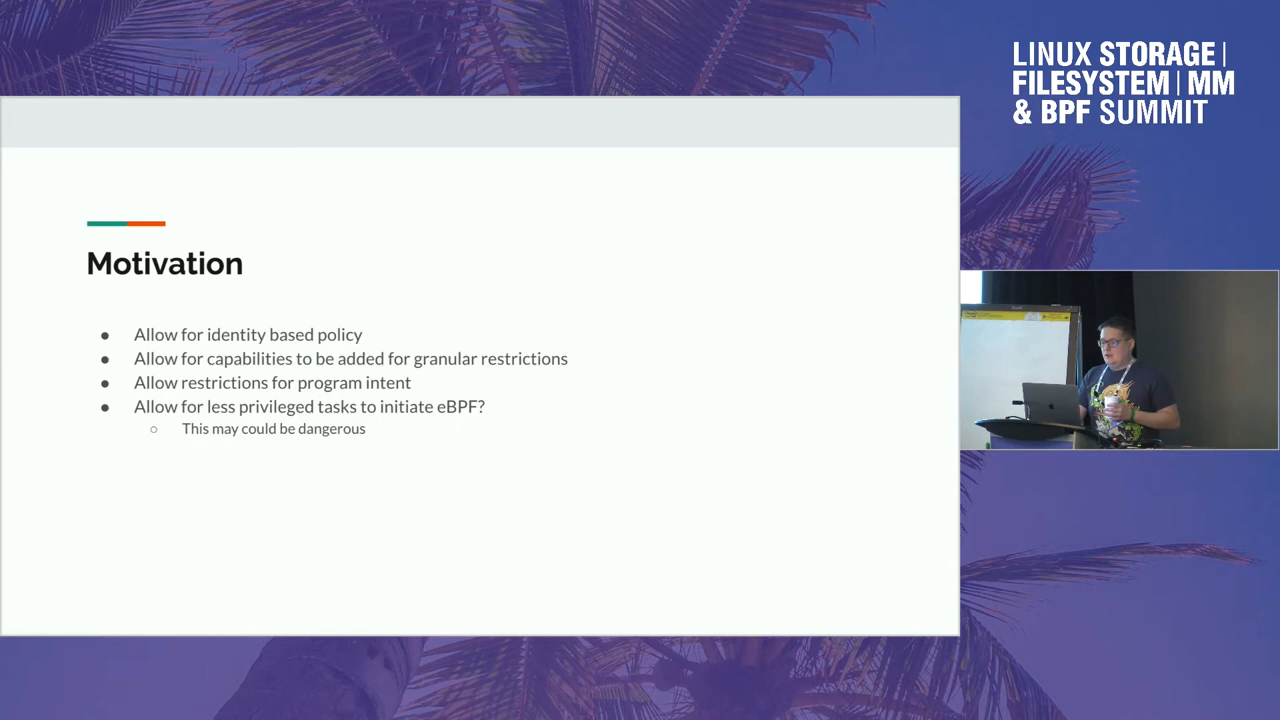 LINUX STORAGE |
FILESYSTEM | MM
& BPF SUMMIT
Motivation
● Allow for identity based policy
● Allow for capabilities to be added for granular restrictions
● Allow restrictions for program intent
● Allow for less privileged tasks to initiate eBPF?
○ This may could be dangerous